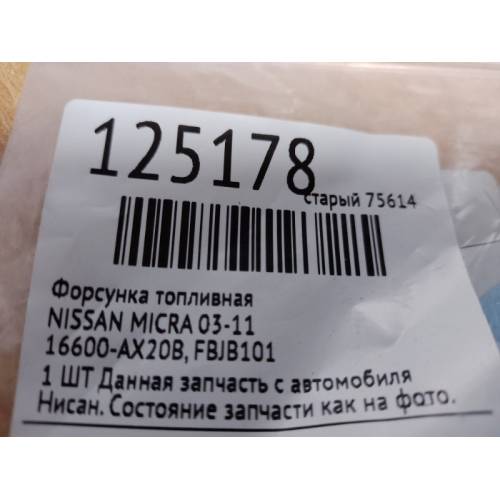 125178
старый 75614
Форсунка топливная
NISSAN MICRA 03-11
16600-AX20B, FBJB101
1 ШТ Данная запчасть с автомобиля
Нисан. Состояние запчасти как на фото.